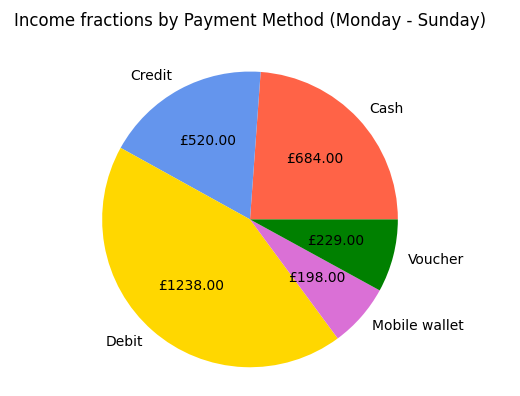 Income fractions by Payment Method (Monday - Sunday)
Credit
Cash
£520.00
£684.00
£229.00
Voucher
£198.00
£1238.00
Mobile wallet
Debit